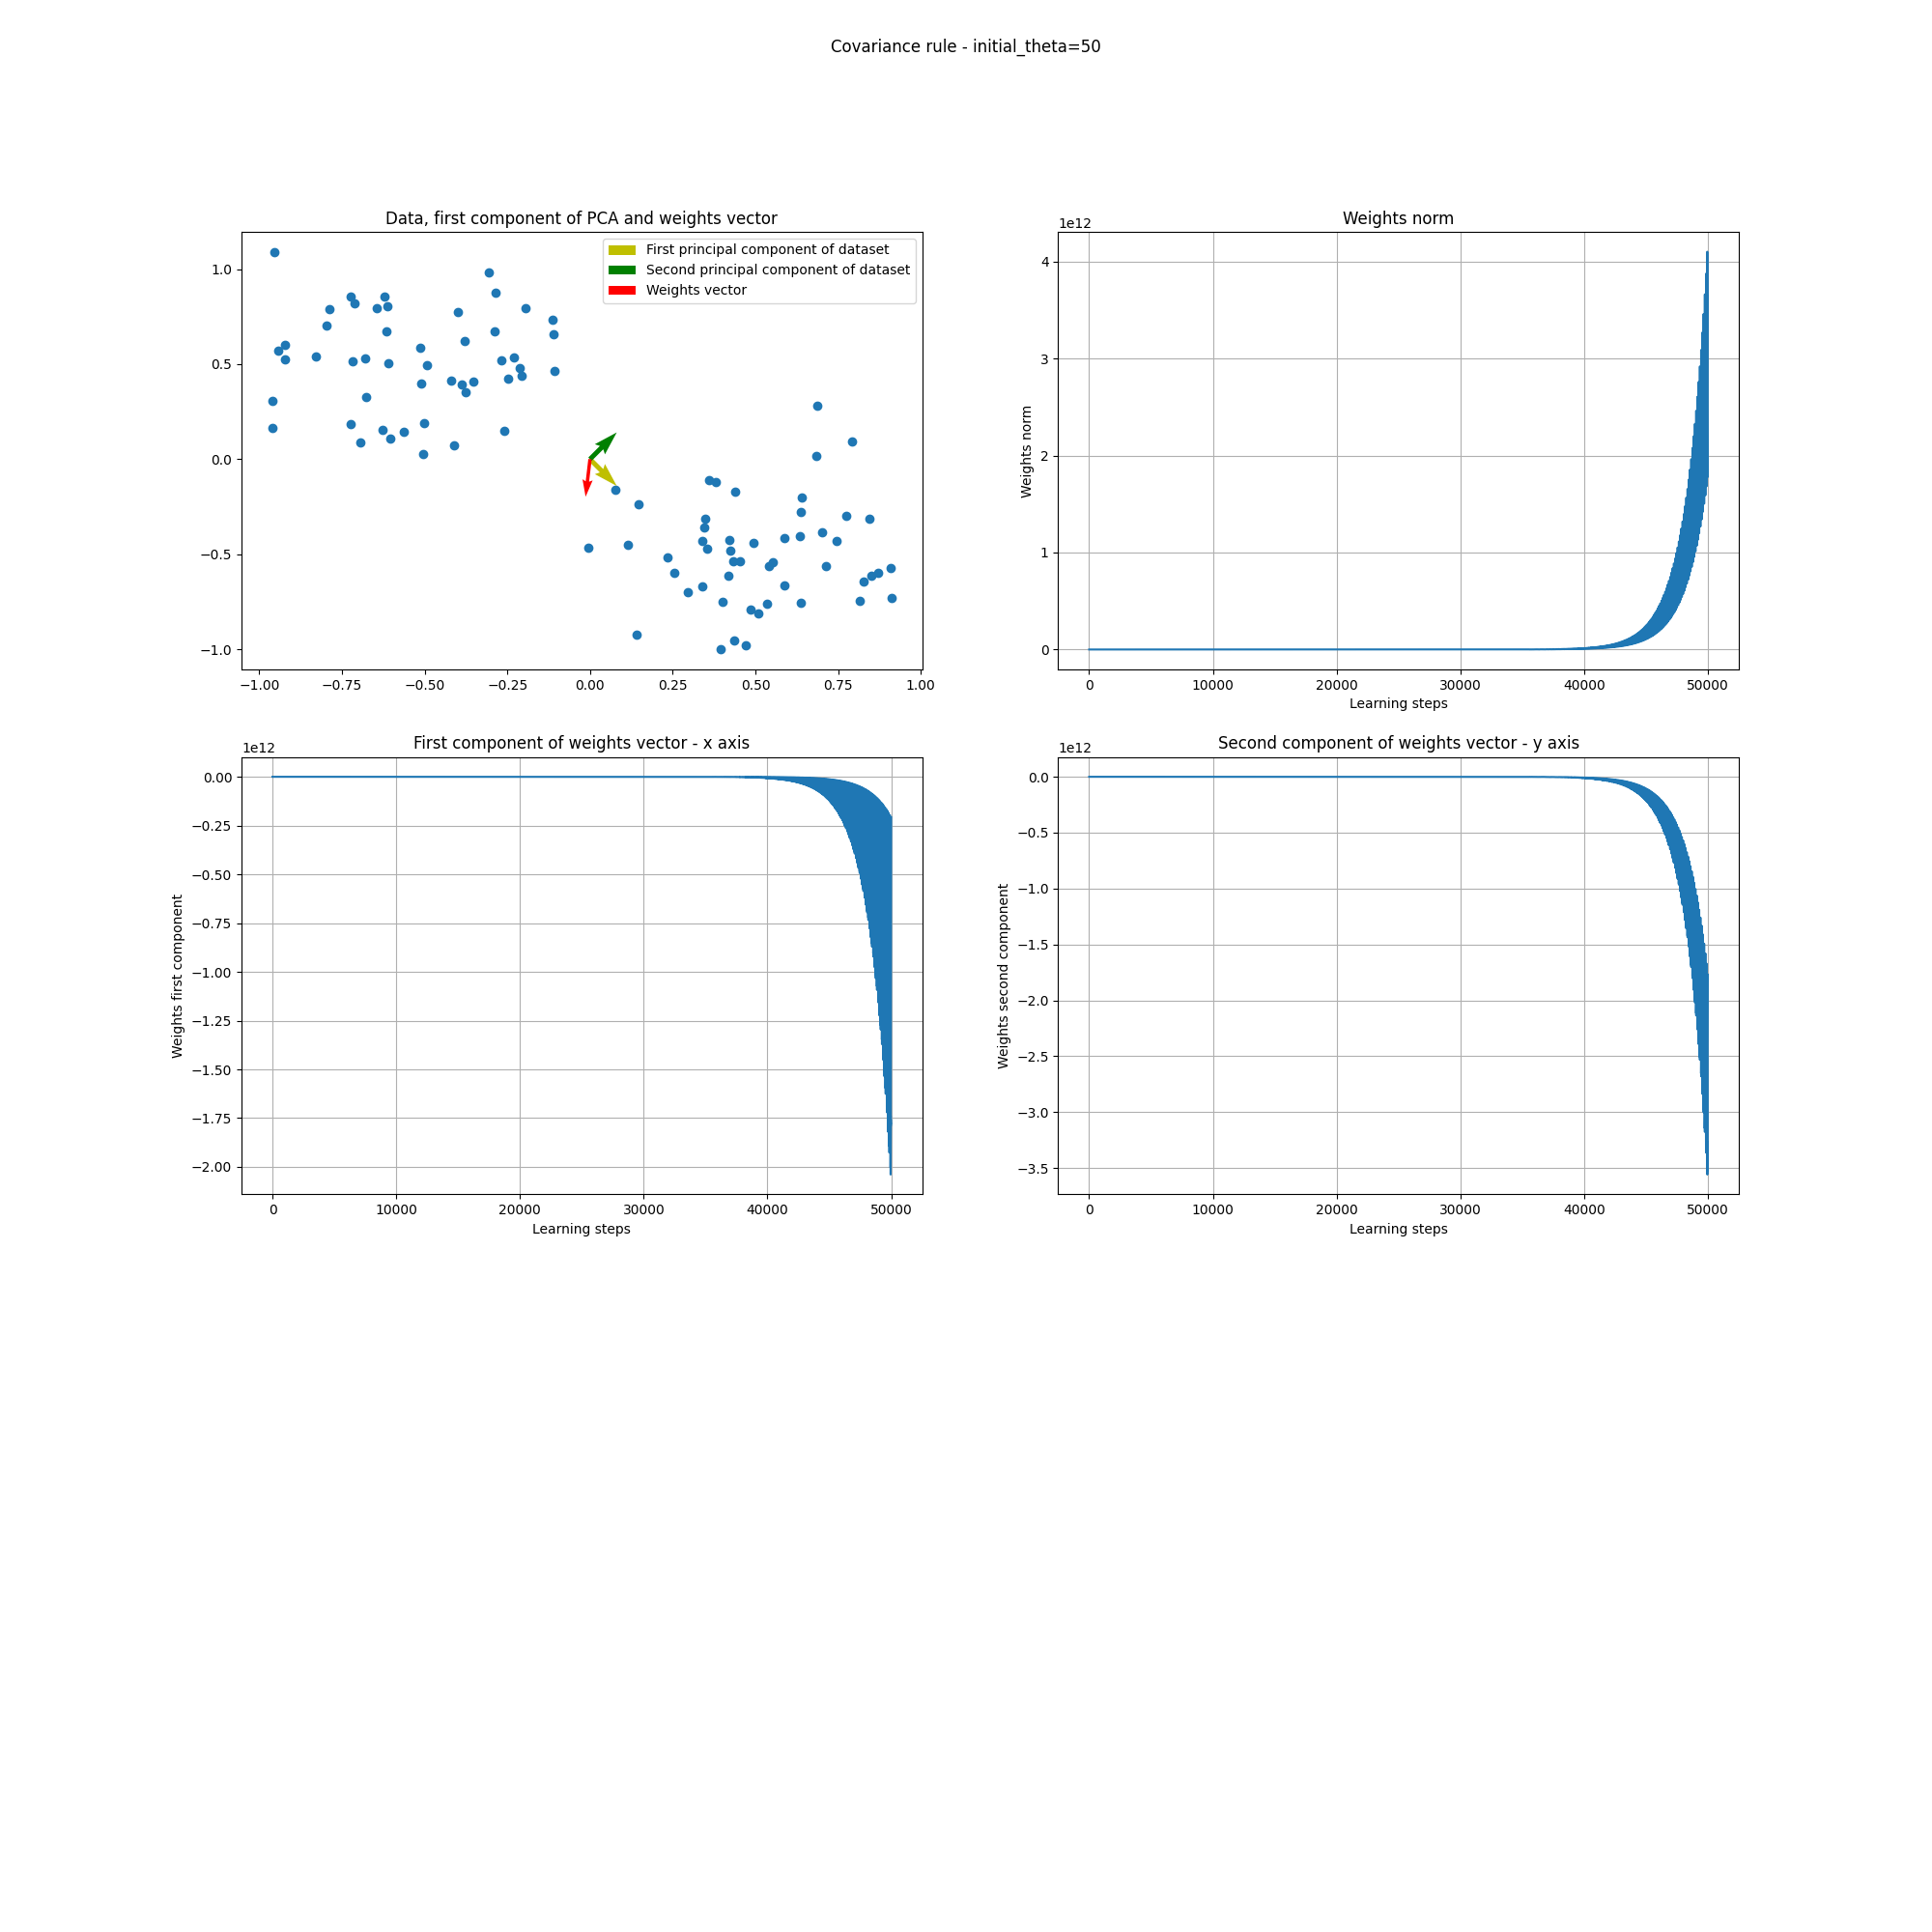 Covariance rule - initial_theta=50
Data, first component of PCA and weights vector
First principal component of dataset
Second principal component of dataset
Weights vector
1.0
0.5
0.0
−0.5
−1.0
−1.00 −0.75 −0.50 −0.25 0.00 0.25 0.50 0.75 1.00
Weights norm
1e12
4
3
2
1
0
Weights norm
0 10000 20000 30000 40000 50000
Learning steps
First component of weights vector - x axis
1e12
0.00
−0.25
−0.50
−0.75
−1.00
−1.25
−1.50
−1.75
−2.00
Weights first component
0 10000 20000 30000 40000 50000
Learning steps
Second component of weights vector - y axis
1e12
0.0
−0.5
−1.0
−1.5
−2.0
−2.5
−3.0
−3.5
Weights second component
0 10000 20000 30000 40000 50000
Learning steps